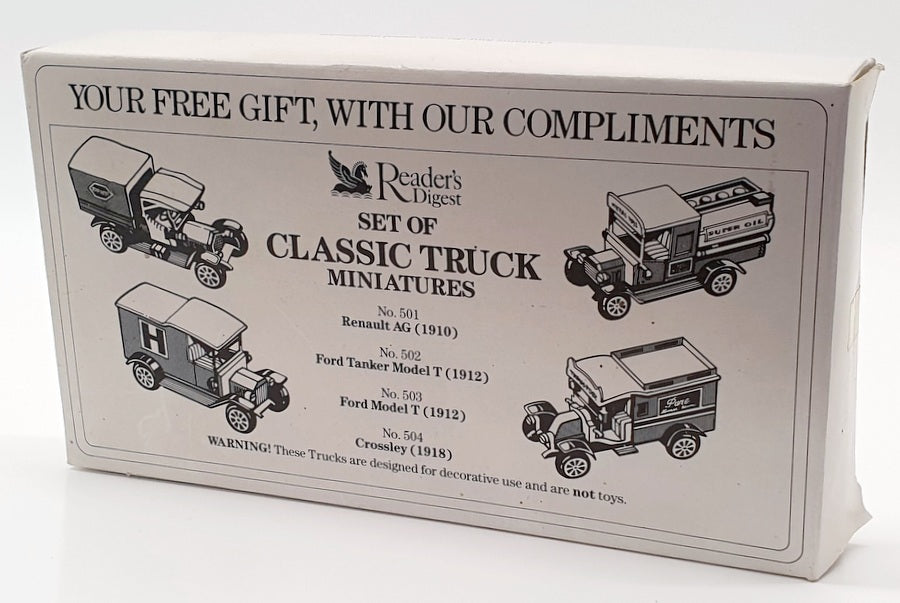 YOUR FREE GIFT, WITH OUR COMPLIMENTS
Reader's
Digest
SET OF
CLASSIC TRUCK
MINIATURES
No. 501
Renault AG (1910)
No. 502
Ford Tanker Model T (1912)
No. 503
Ford Model T (1912)
No. 504
Crossley (1918)
WARNING! These Trucks are designed for decorative use and are not toys.
SUPER OIL
H
Pure